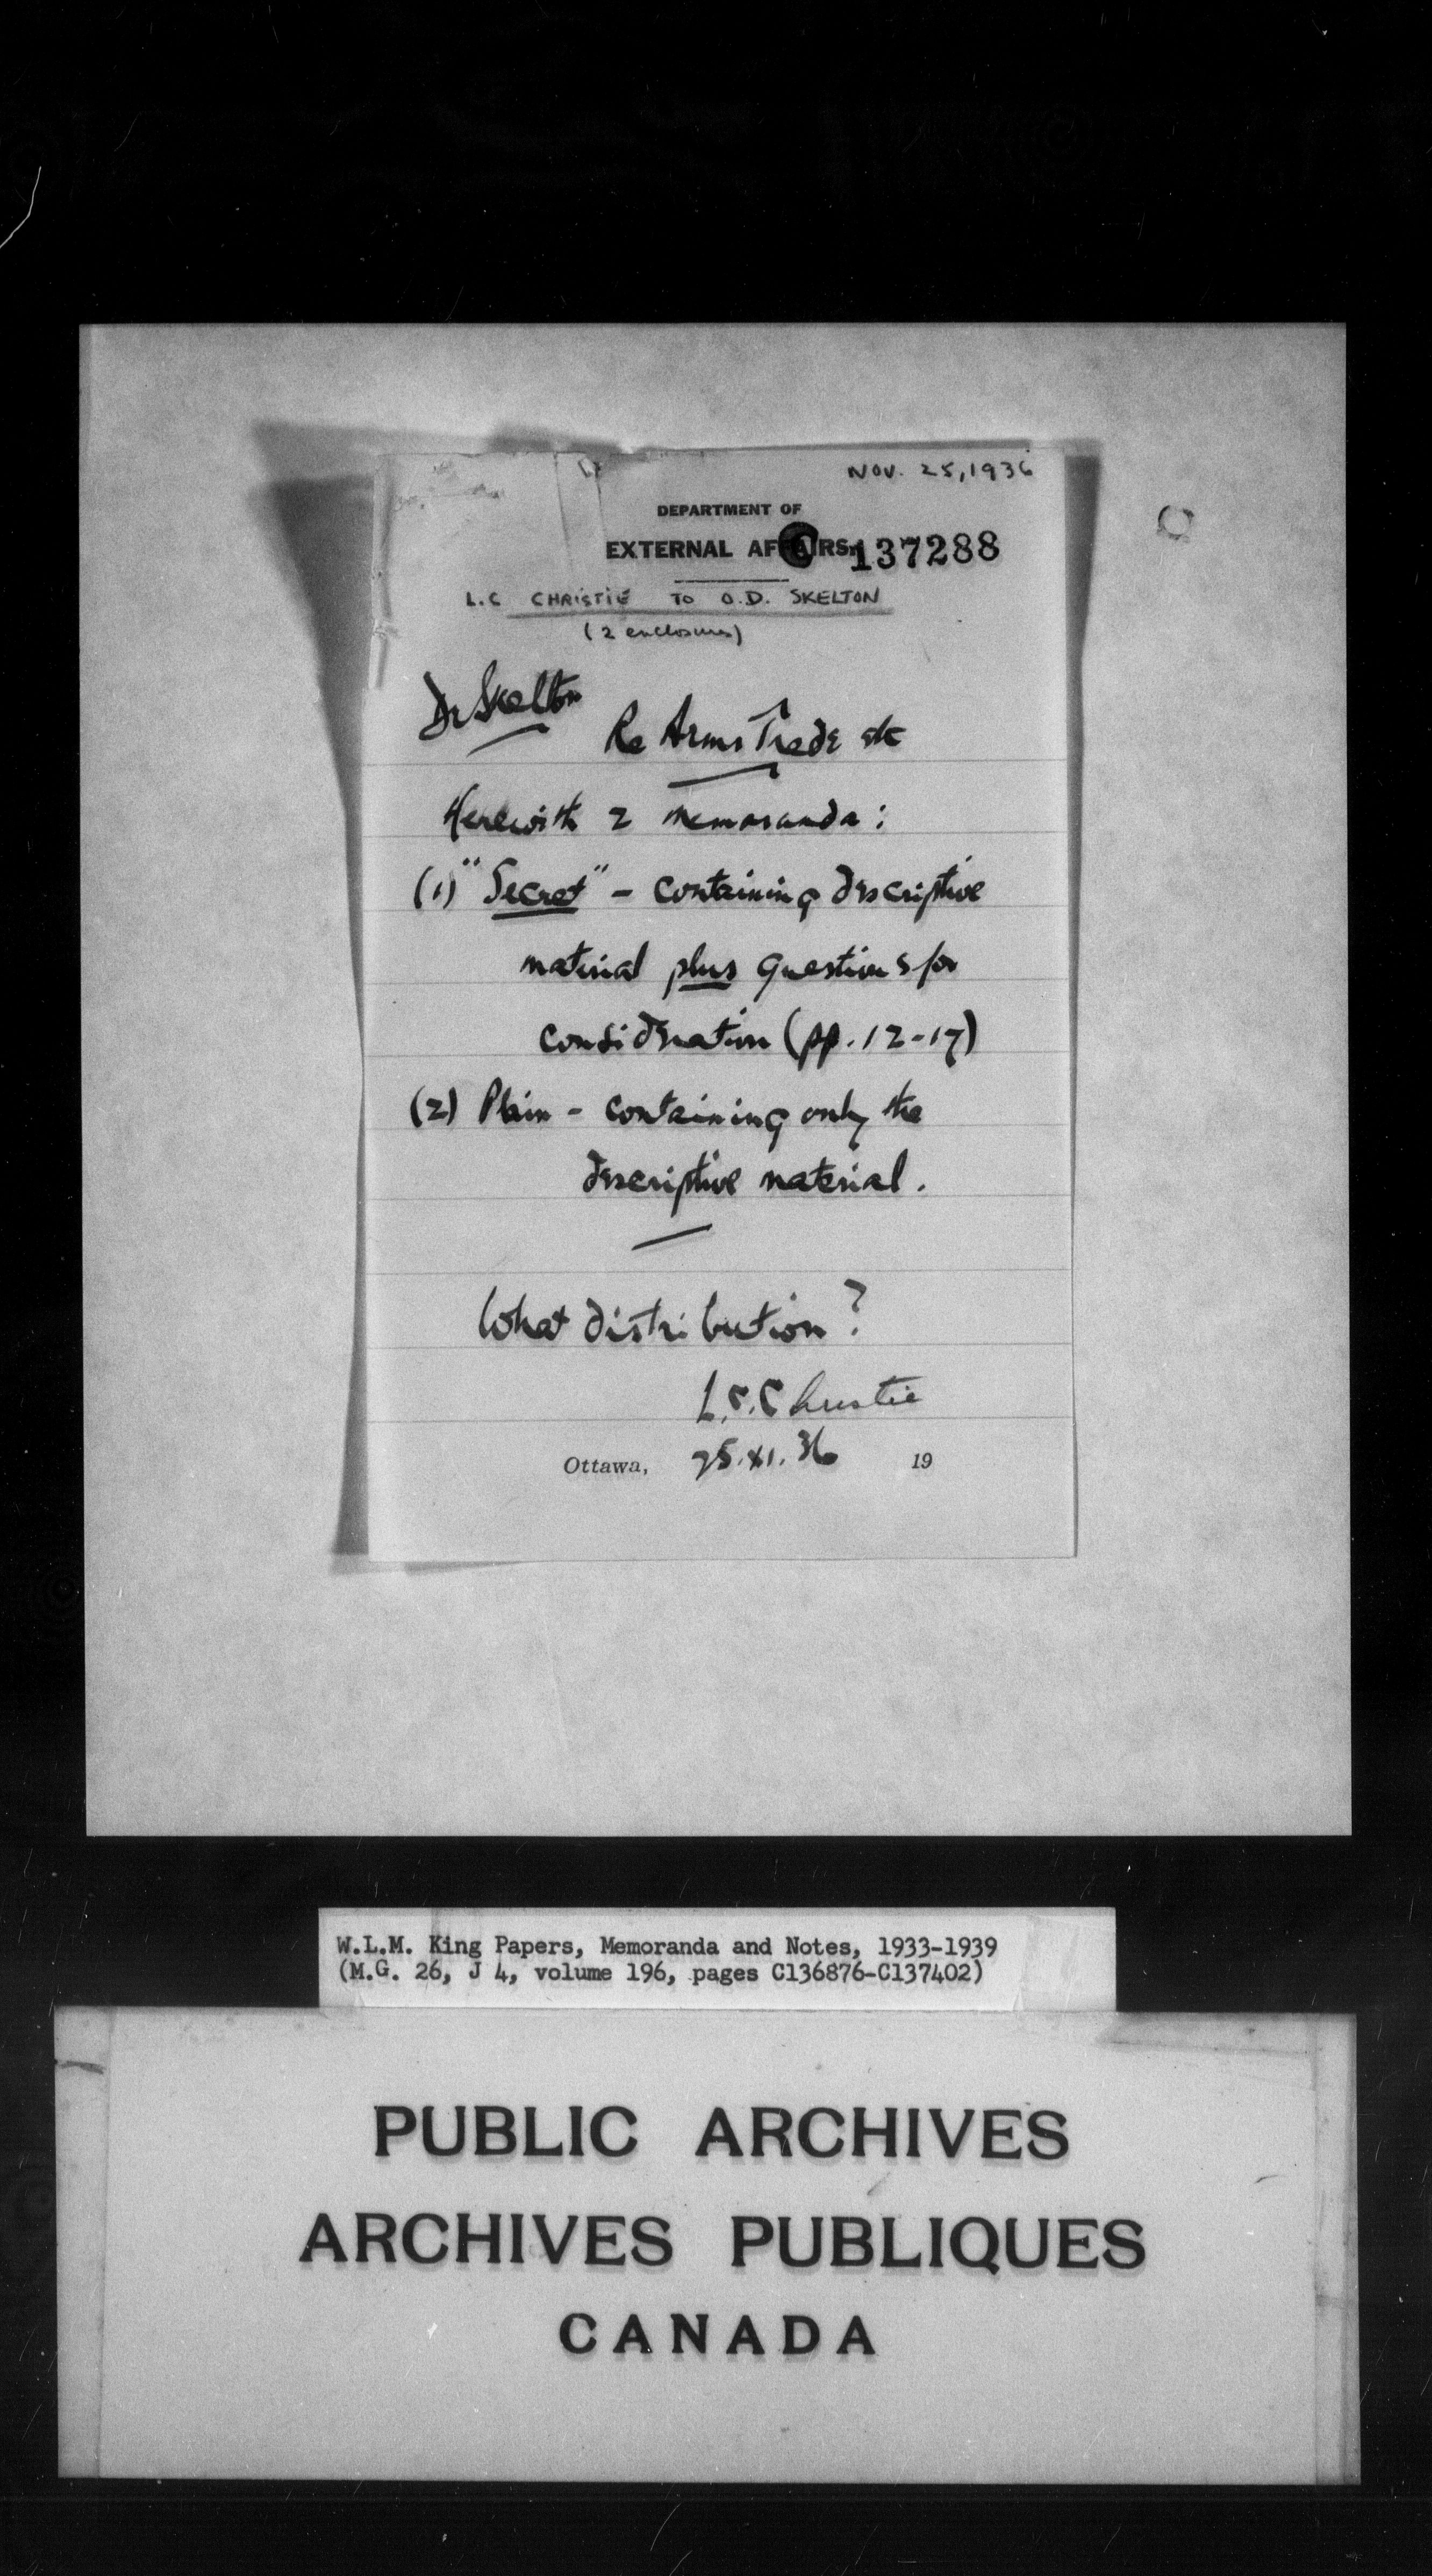 NOV. 25, 1936
DEPARTMENT OF
EXTERNAL AFFAIRS.
C 137288
L.C CHRISTIE TO O.D. SKELTON
(2 enclosures)
Dr Skelton
Re Arms Trade etc
Herewith 2 memoranda:
(1) "Secret" - containing descriptive
material plus questions for
consideration (pp. 12-17)
(2) Plain - containing only the
descriptive material.
What distribution?
L.C. Christie
Ottawa, 25.XI.36 19
W.L.M. King Papers, Memoranda and Notes, 1933-1939
(M.G. 26, J 4, volume 196, pages C136876-C137402)
PUBLIC ARCHIVES
ARCHIVES PUBLIQUES
CANADA